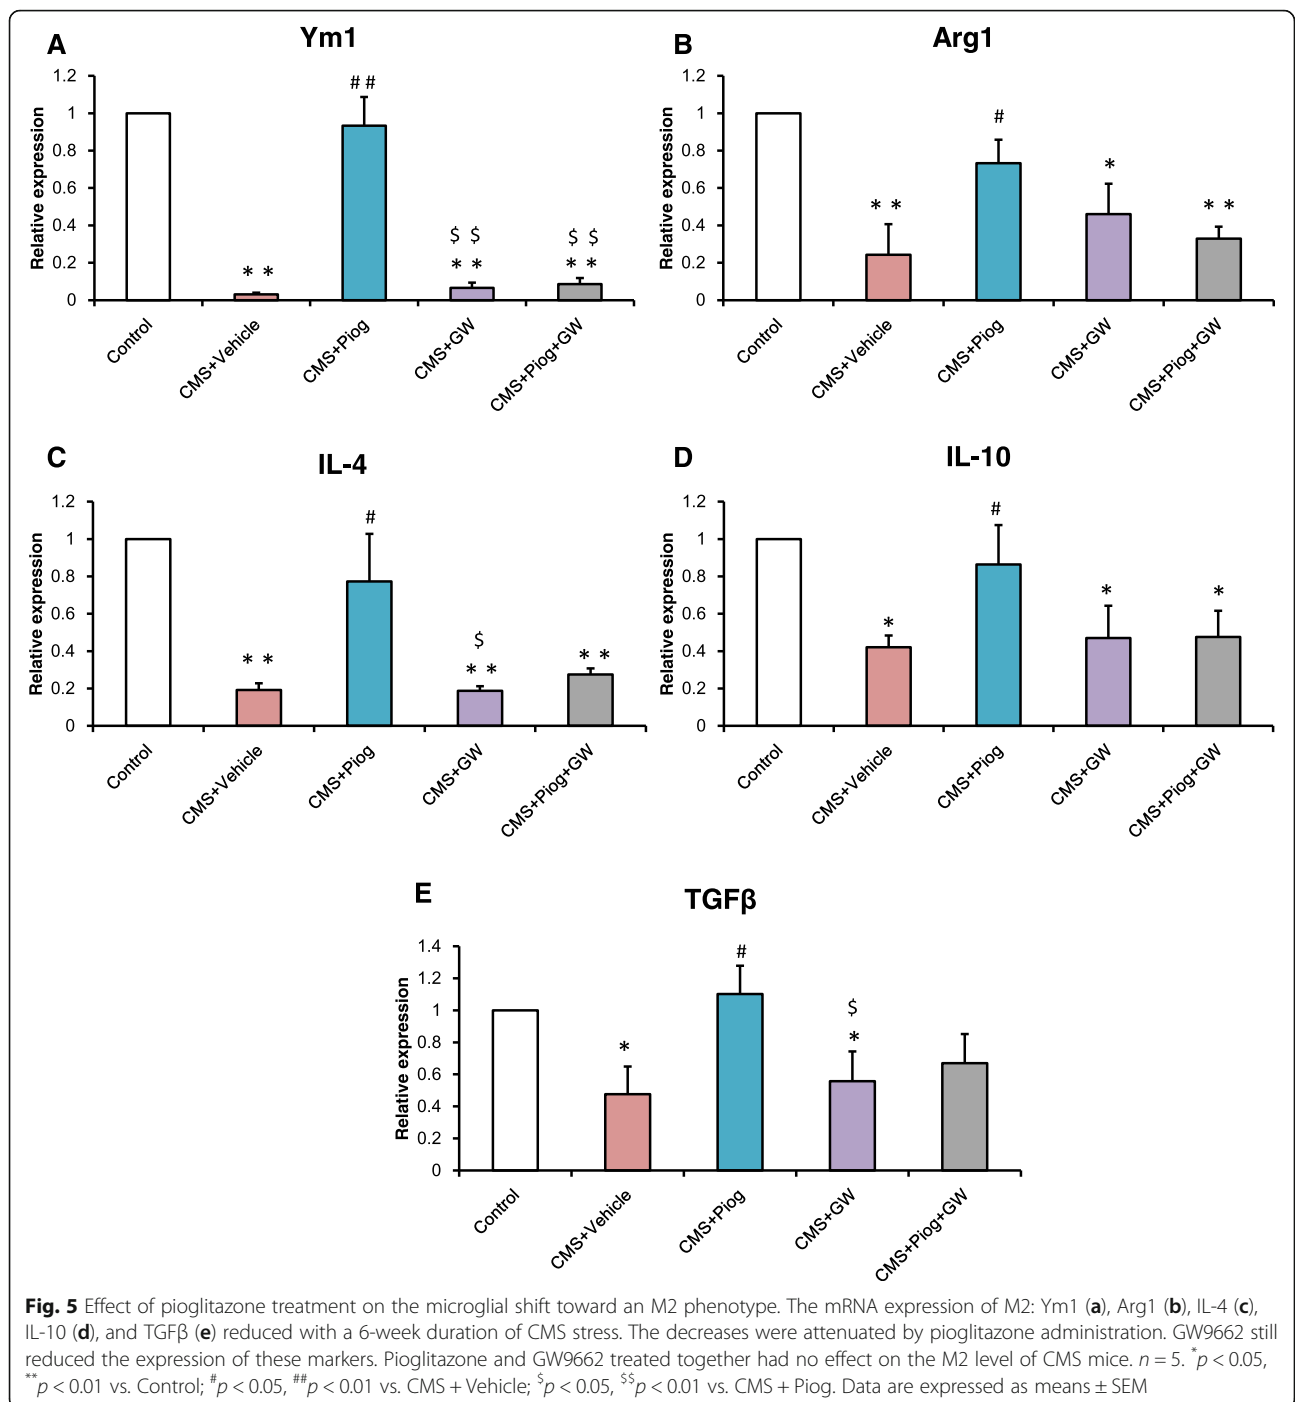 A
Ym1
Relative expression
1.2
1
0.8
0.6
0.4
0.2
0
* *
# #
$ $
* *
$ $
* *
Control
CMS+Vehicle
CMS+Piog
CMS+GW
CMS+Piog+GW
B
Arg1
Relative expression
1.2
1
0.8
0.6
0.4
0.2
0
* *
#
*
* *
Control
CMS+Vehicle
CMS+Piog
CMS+GW
CMS+Piog+GW
C
IL-4
Relative expression
1.2
1
0.8
0.6
0.4
0.2
0
* *
#
$
* *
* *
Control
CMS+Vehicle
CMS+Piog
CMS+GW
CMS+Piog+GW
D
IL-10
Relative expression
1.2
1
0.8
0.6
0.4
0.2
0
*
#
*
*
Control
CMS+Vehicle
CMS+Piog
CMS+GW
CMS+Piog+GW
E
TGFβ
Relative expression
1.4
1.2
1
0.8
0.6
0.4
0.2
0
*
#
$
*
Control
CMS+Vehicle
CMS+Piog
CMS+GW
CMS+Piog+GW
Fig. 5 Effect of pioglitazone treatment on the microglial shift toward an M2 phenotype. The mRNA expression of M2: Ym1 (a), Arg1 (b), IL-4 (c),
IL-10 (d), and TGFβ (e) reduced with a 6-week duration of CMS stress. The decreases were attenuated by pioglitazone administration. GW9662 still
reduced the expression of these markers. Pioglitazone and GW9662 treated together had no effect on the M2 level of CMS mice. n = 5. *p < 0.05,
**p < 0.01 vs. Control; #p < 0.05, ##p < 0.01 vs. CMS + Vehicle; $p < 0.05, $$p < 0.01 vs. CMS + Piog. Data are expressed as means ± SEM